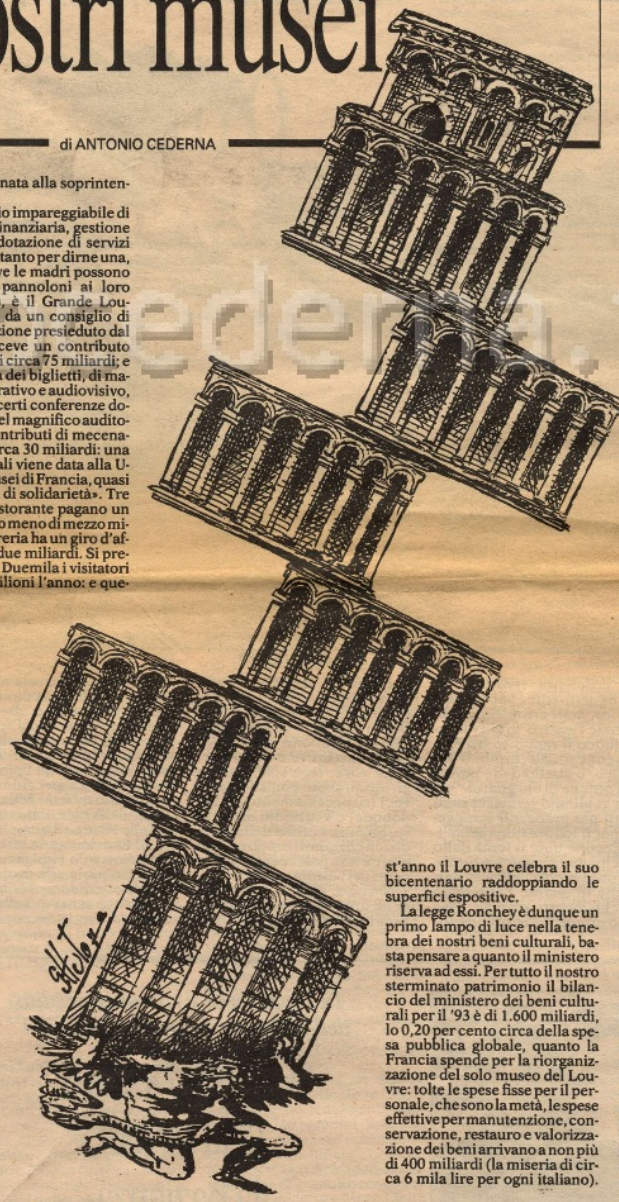 ostri musei
di ANTONIO CEDERNA
nata alla soprinten-
io impareggiabile di
inanziaria, gestione
dotazione di servizi
tanto per dirne una,
ve le madri possono
pannoloni ai loro
è il Grande Lou-
da un consiglio di
zione presieduto dal
ceve un contributo
i circa 75 miliardi; e
dei biglietti, di ma-
rativo e audiovisivo,
certi conferenze do-
el magnifico audito-
ntributi di mecena-
rca 30 miliardi: una
ali viene data alla U-
sei di Francia, quasi
di solidarietà». Tre
storante pagano un
o meno di mezzo mi-
reria ha un giro d'af-
due miliardi. Si pre-
Duemila i visitatori
ilioni l'anno: e que-
st'anno il Louvre celebra il suo
bicentenario raddoppiando le
superfici espositive.
La legge Ronchey è dunque un
primo lampo di luce nella tene-
bra dei nostri beni culturali, ba-
sta pensare a quanto il ministero
riserva ad essi. Per tutto il nostro
sterminato patrimonio il bilan-
cio del ministero dei beni cultu-
rali per il '93 è di 1.600 miliardi,
lo 0,20 per cento circa della spe-
sa pubblica globale, quanto la
Francia spende per la riorganiz-
zazione del solo museo del Lou-
vre: tolte le spese fisse per il per-
sonale, che sono la metà, le spese
effettive per manutenzione, con-
servazione, restauro e valorizza-
zione dei beni arrivano a non più
di 400 miliardi (la miseria di cir-
ca 6 mila lire per ogni italiano).
ederna.